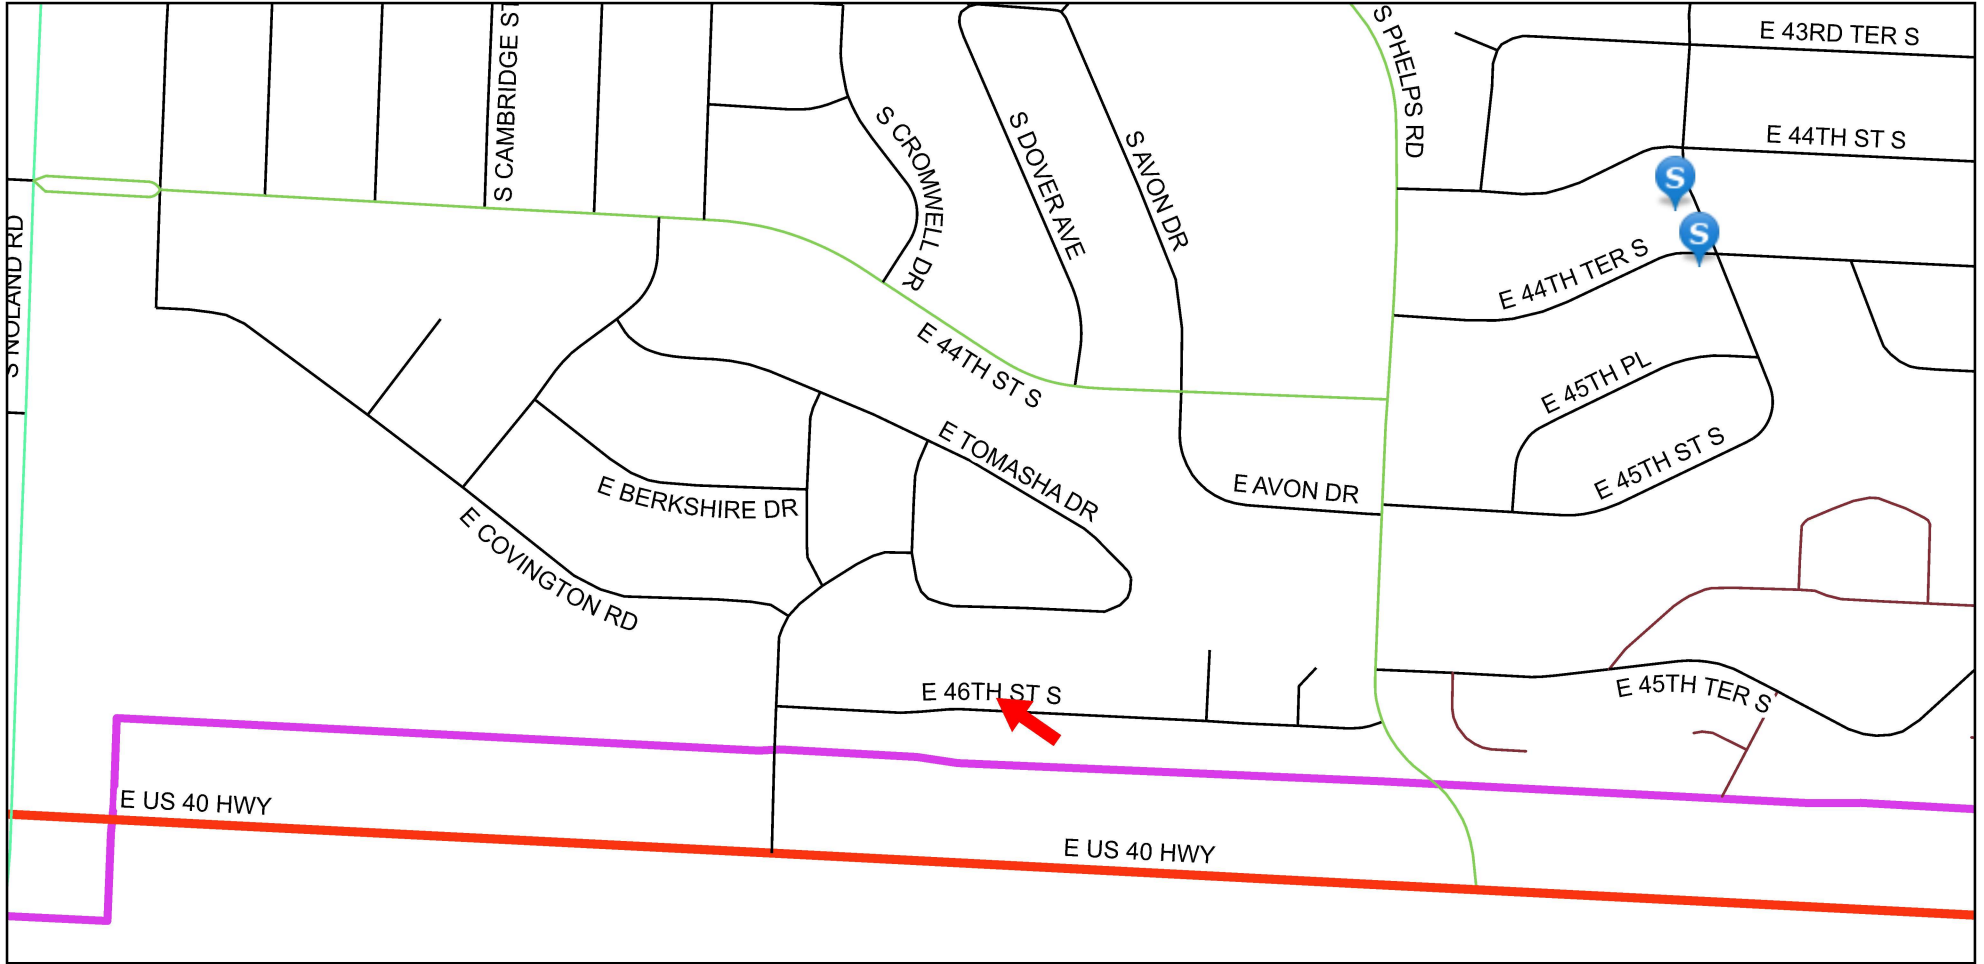 S CAMBRIDGE ST
S PHELPS RD
E 43RD TER S
E 44TH ST S
S CROMWELL DR
S DOVER AVE
S AVON DR
S
S
S NOLAND RD
E 44TH TER S
E 44TH ST S
E 45TH PL
E 45TH ST S
E TOMASHA DR
E AVON DR
E BERKSHIRE DR
E COVINGTON RD
E 46TH ST S
E 45TH TER S
E US 40 HWY
E US 40 HWY